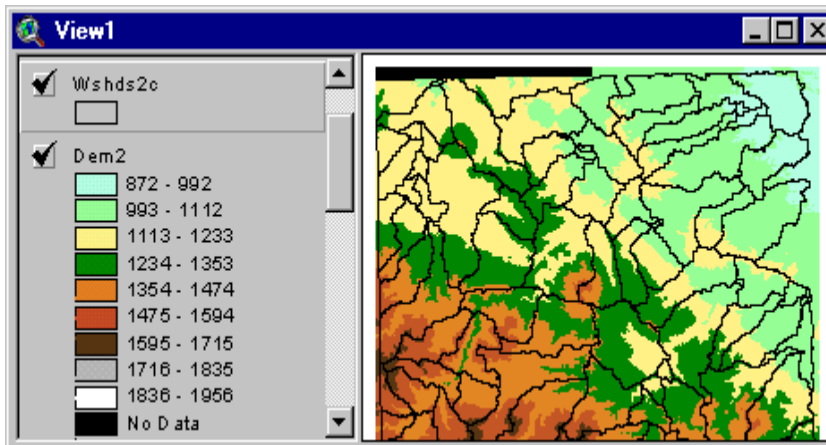 View1
Wshds2c
Dem2
872 - 992
993 - 1112
1113 - 1233
1234 - 1353
1354 - 1474
1475 - 1594
1595 - 1715
1716 - 1835
1836 - 1956
No Data